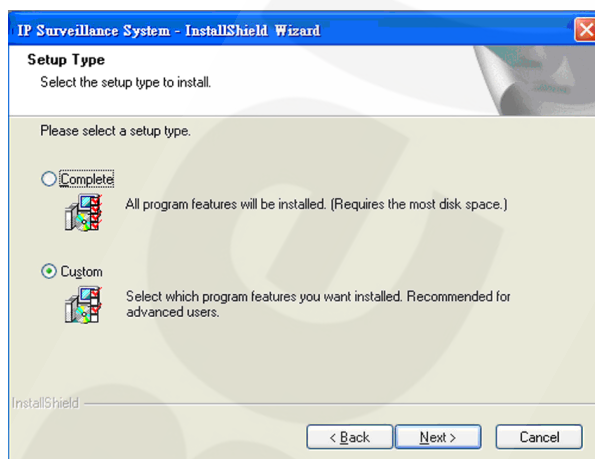 IP Surveillance System - InstallShield Wizard
Setup Type
Select the setup type to install.
Please select a setup type.
Complete
All program features will be installed. (Requires the most disk space.)
Custom
Select which program features you want installed. Recommended for
advanced users.
InstallShield
< Back
Next >
Cancel